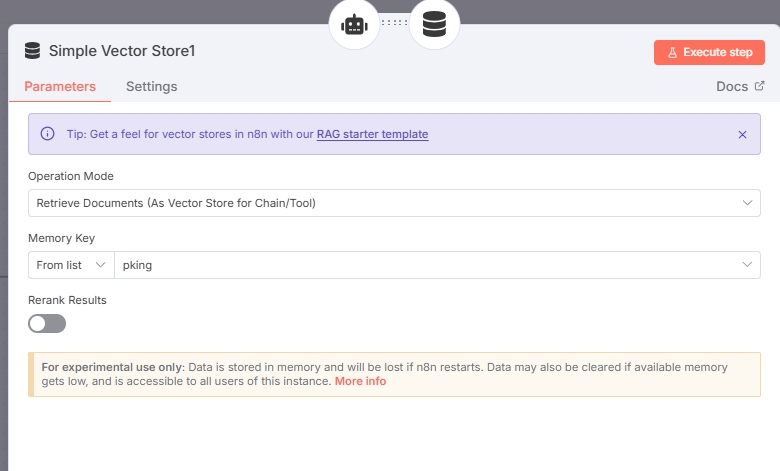 Simple Vector Store1
Execute step
Parameters
Settings
Docs
Tip: Get a feel for vector stores in n8n with our RAG starter template
Operation Mode
Retrieve Documents (As Vector Store for Chain/Tool)
Memory Key
From list
pking
Rerank Results
For experimental use only: Data is stored in memory and will be lost if n8n restarts. Data may also be cleared if available memory
gets low, and is accessible to all users of this instance. More info